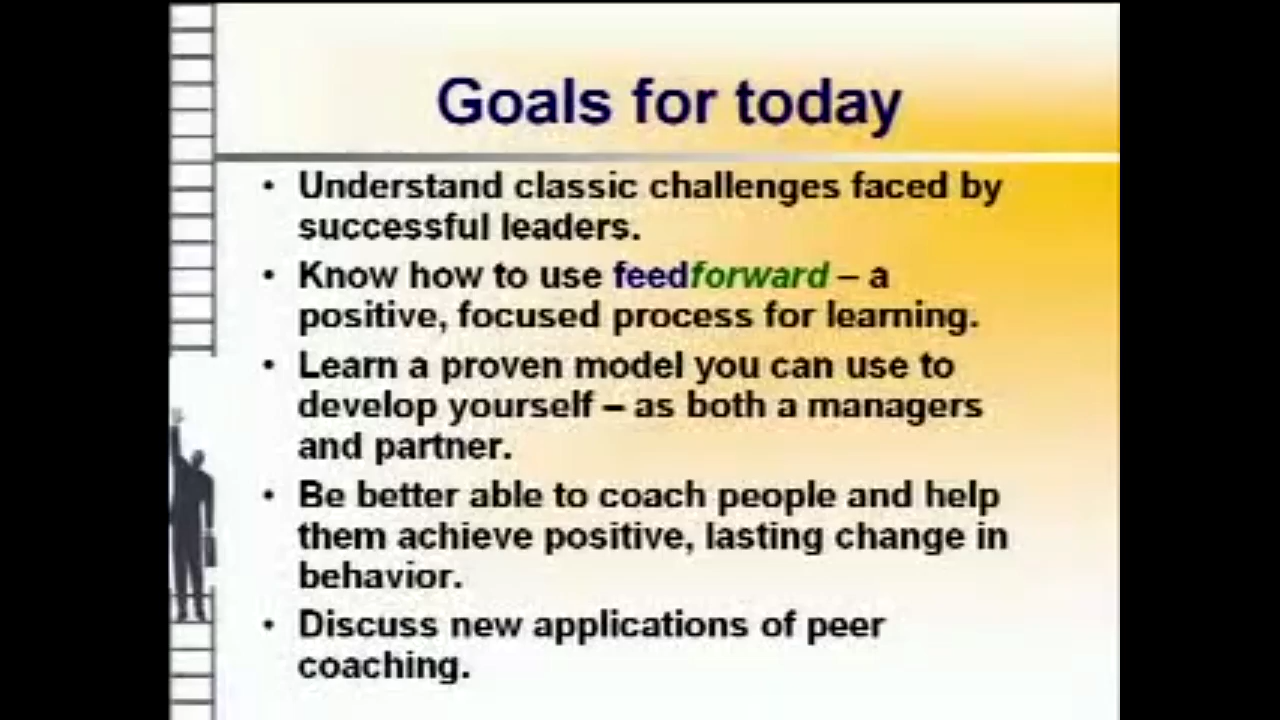 Goals for today
• Understand classic challenges faced by
successful leaders.
• Know how to use feedforward – a
positive, focused process for learning.
• Learn a proven model you can use to
develop yourself – as both a managers
and partner.
• Be better able to coach people and help
them achieve positive, lasting change in
behavior.
• Discuss new applications of peer
coaching.